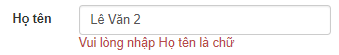 Họ tên Lê Văn 2
Vui lòng nhập Họ tên là chữ